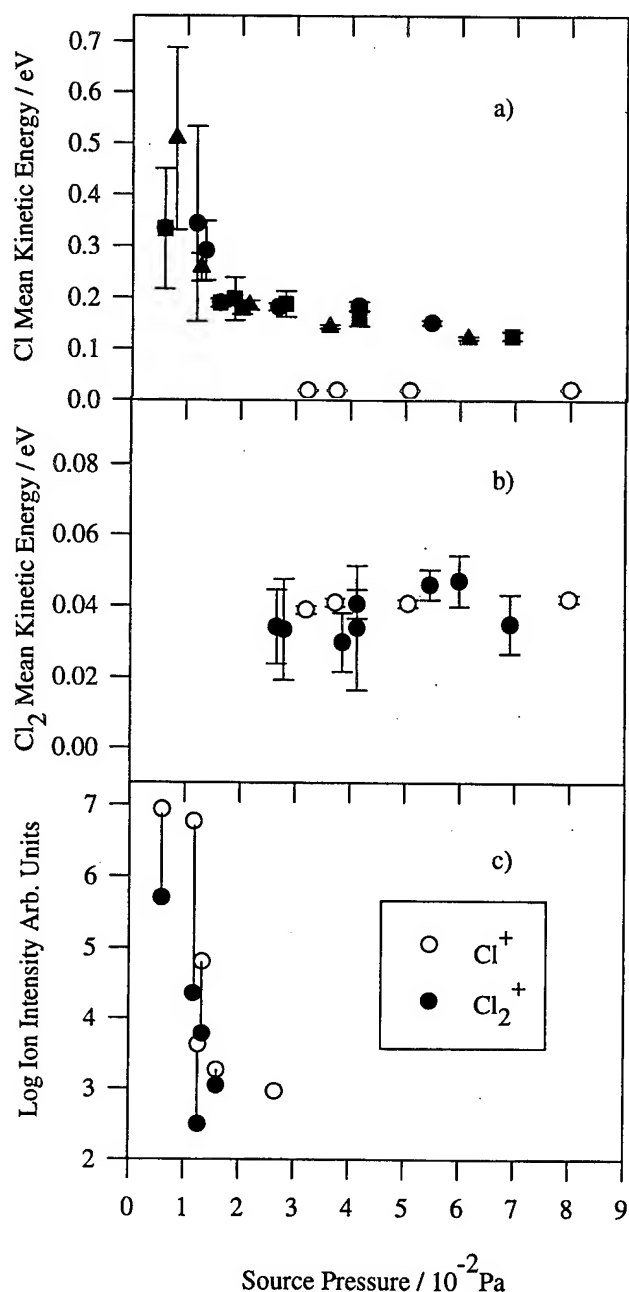 0.7
a)
0.6
0.5
0.4
0.3
0.2
0.1
0.0
Cl Mean Kinetic Energy / eV
0.08
b)
0.06
0.04
0.02
0.00
Cl2 Mean Kinetic Energy / eV
7
c)
6
5
4
3
2
Log Ion Intensity Arb. Units
Cl+
Cl2+
0 1 2 3 4 5 6 7 8 9
Source Pressure / 10-2Pa